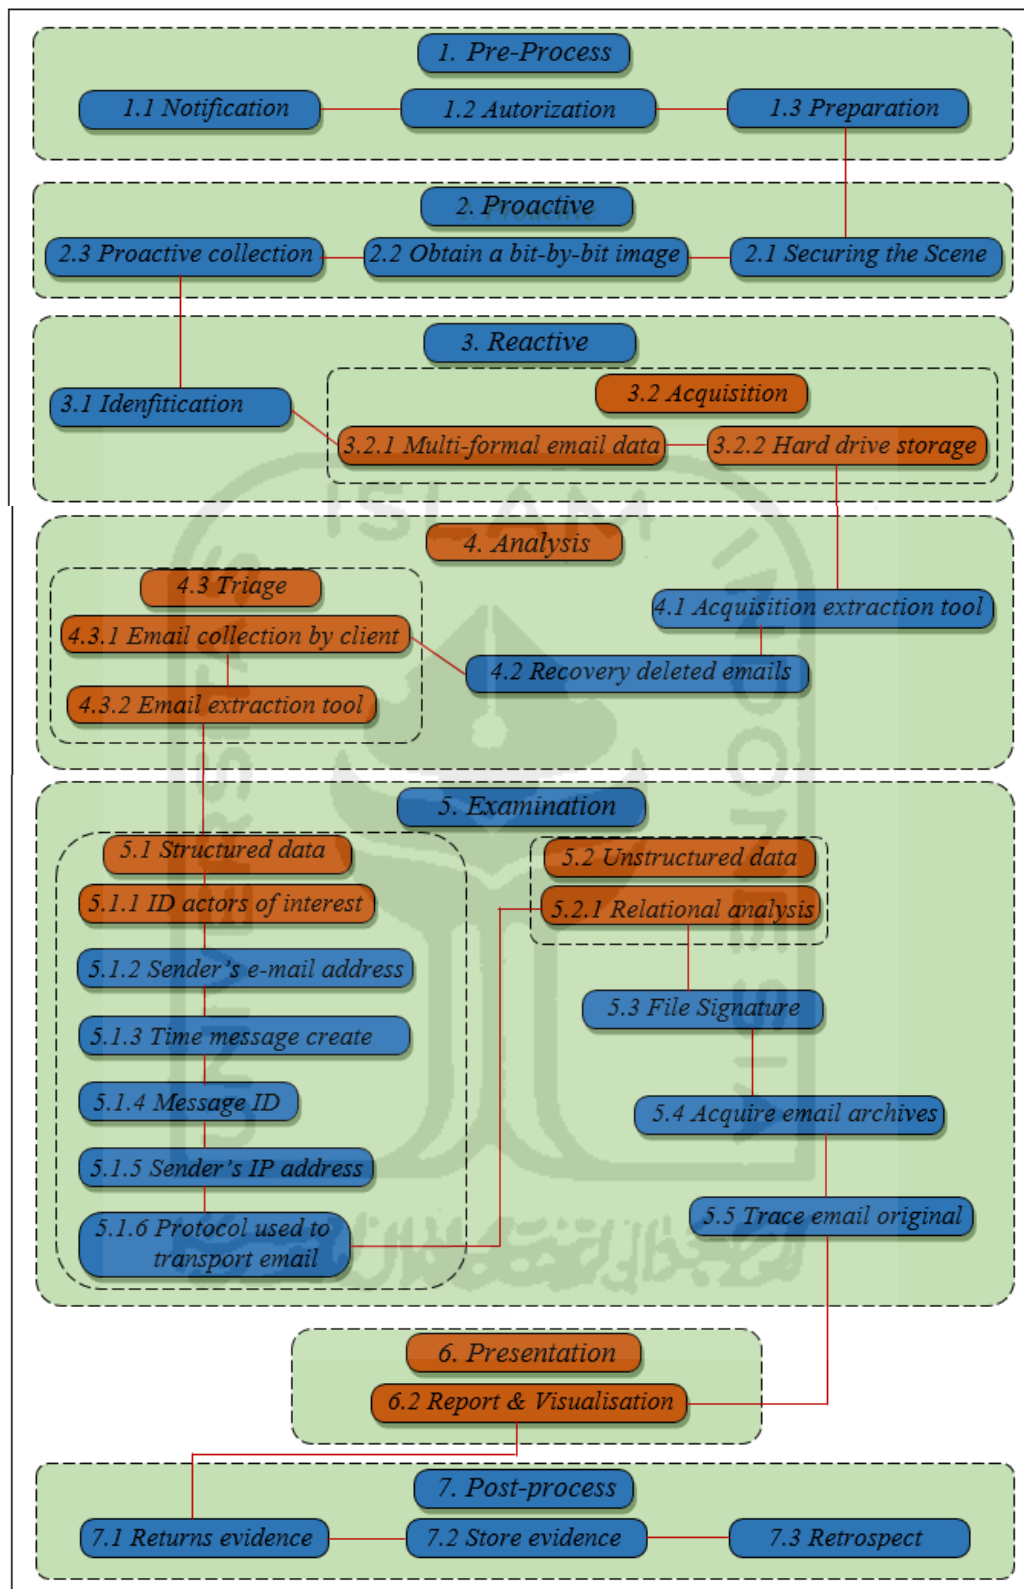 1. Pre-Process
1.1 Notification
1.2 Autorization
1.3 Preparation
2. Proactive
2.3 Proactive collection
2.2 Obtain a bit-by-bit image
2.1 Securing the Scene
3. Reactive
3.1 Idenfitication
3.2 Acquisition
3.2.1 Multi-formal email data
3.2.2 Hard drive storage
4. Analysis
4.3 Triage
4.3.1 Email collection by client
4.3.2 Email extraction tool
4.1 Acquisition extraction tool
4.2 Recovery deleted emails
5. Examination
5.1 Structured data
5.1.1 ID actors of interest
5.1.2 Sender’s e-mail address
5.1.3 Time message create
5.1.4 Message ID
5.1.5 Sender’s IP address
5.1.6 Protocol used to
transport email
5.2 Unstructured data
5.2.1 Relational analysis
5.3 File Signature
5.4 Acquire email archives
5.5 Trace email original
6. Presentation
6.2 Report & Visualisation
7. Post-process
7.1 Returns evidence
7.2 Store evidence
7.3 Retrospect
UNIVERSITAS
ISLAM
INDONESIA